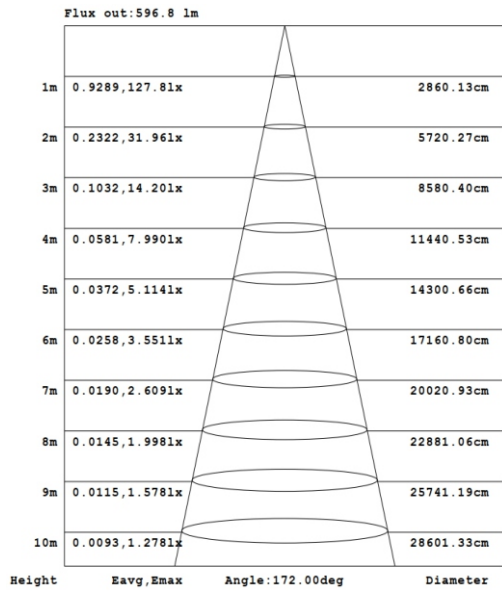 Flux out:596.8 lm
1m 0.9289,127.8lx 2860.13cm
2m 0.2322,31.96lx 5720.27cm
3m 0.1032,14.20lx 8580.40cm
4m 0.0581,7.990lx 11440.53cm
5m 0.0372,5.114lx 14300.66cm
6m 0.0258,3.551lx 17160.80cm
7m 0.0190,2.609lx 20020.93cm
8m 0.0145,1.998lx 22881.06cm
9m 0.0115,1.578lx 25741.19cm
10m 0.0093,1.278lx 28601.33cm
Height Eavg,Emax Angle:172.00deg Diameter